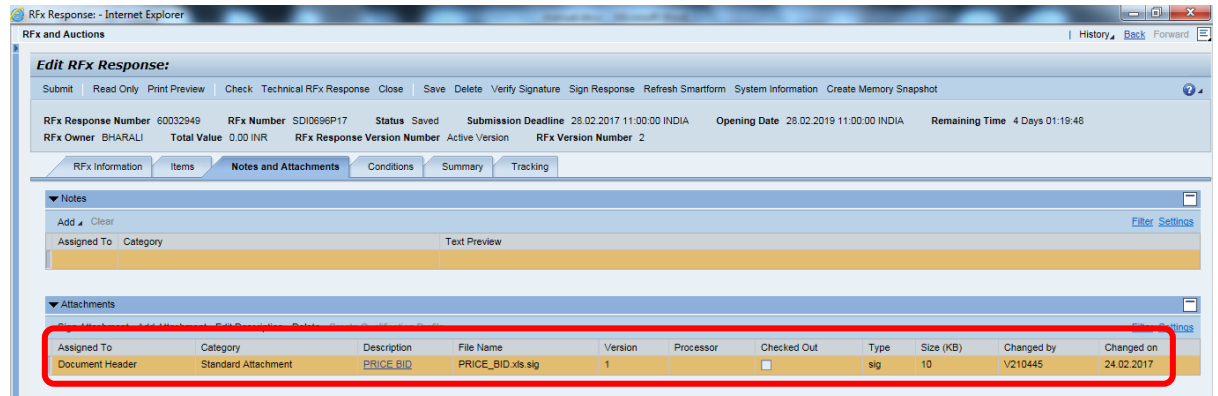 RFx Response: - Internet Explorer
RFx and Auctions
History Back Forward
Edit RFx Response:
Submit Read Only Print Preview Check Technical RFx Response Close Save Delete Verify Signature Sign Response Refresh Smartform System Information Create Memory Snapshot
RFx Response Number 60032949 RFx Number SDI0696P17 Status Saved Submission Deadline 28.02.2017 11:00:00 INDIA Opening Date 28.02.2019 11:00:00 INDIA Remaining Time 4 Days 01:19:48
RFx Owner BHARALI Total Value 0.00 INR RFx Response Version Number Active Version RFx Version Number 2
RFx Information Items Notes and Attachments Conditions Summary Tracking
Notes
Add Clear Filter Settings
Assigned To Category Text Preview
Attachments
Sign Attachment Add Attachment Edit Description Delete Filter Settings
Assigned To Category Description File Name Version Processor Checked Out Type Size (KB) Changed by Changed on
Document Header Standard Attachment PRICE BID PRICE_BID.xls.sig 1 sig 10 V210445 24.02.2017